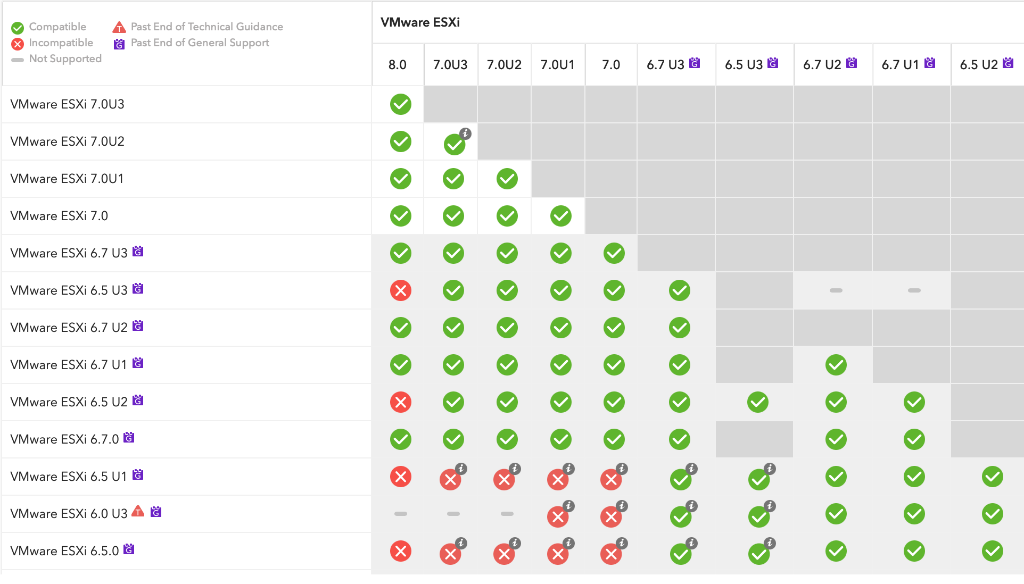 VMware ESXi
Compatible
Past End of Technical Guidance
Incompatible
Past End of General Support
Not Supported
8.0 7.0U3 7.0U2 7.0U1 7.0 6.7 U3 6.5 U3 6.7 U2 6.7 U1 6.5 U2
VMware ESXi 7.0U3
VMware ESXi 7.0U2
VMware ESXi 7.0U1
VMware ESXi 7.0
VMware ESXi 6.7 U3
VMware ESXi 6.5 U3
VMware ESXi 6.7 U2
VMware ESXi 6.7 U1
VMware ESXi 6.5 U2
VMware ESXi 6.7.0
VMware ESXi 6.5 U1
VMware ESXi 6.0 U3
VMware ESXi 6.5.0